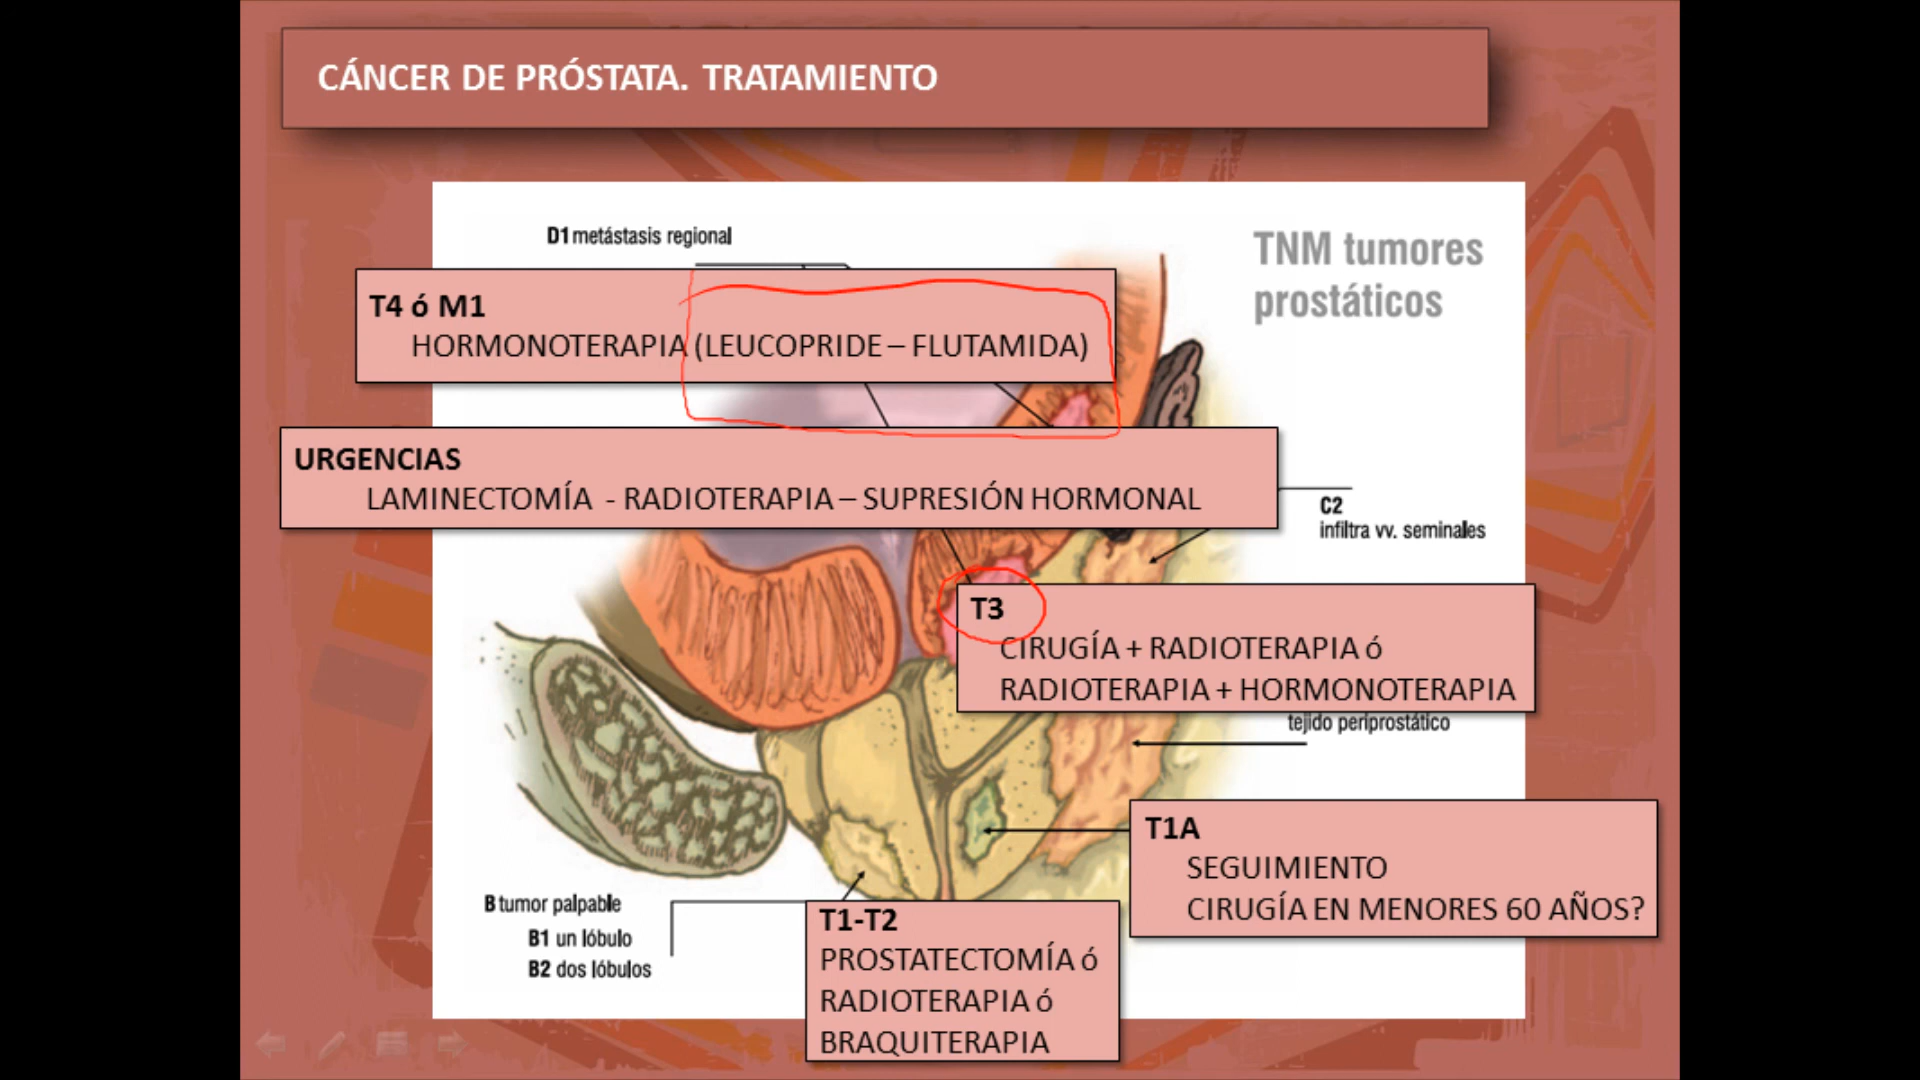 CÁNCER DE PRÓSTATA. TRATAMIENTO
D1 metástasis regional
TNM tumores
prostáticos
T4 ó M1
HORMONOTERAPIA (LEUCOPRIDE – FLUTAMIDA)
URGENCIAS
LAMINECTOMÍA - RADIOTERAPIA – SUPRESIÓN HORMONAL
C2
infiltra vv. seminales
T3
CIRUGÍA + RADIOTERAPIA ó
RADIOTERAPIA + HORMONOTERAPIA
tejido periprostático
T1A
SEGUIMIENTO
CIRUGÍA EN MENORES 60 AÑOS?
B tumor palpable
B1 un lóbulo
B2 dos lóbulos
T1-T2
PROSTATECTOMÍA ó
RADIOTERAPIA ó
BRAQUITERAPIA